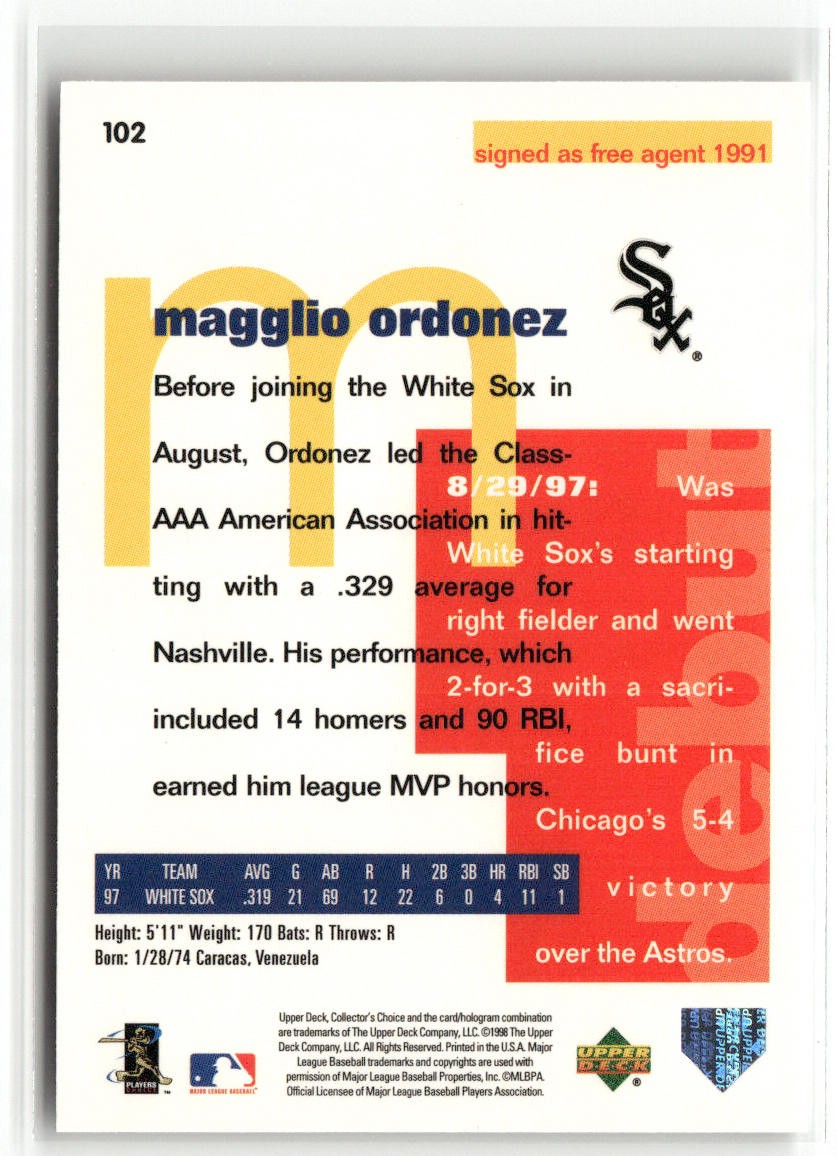 102
signed as free agent 1991
Sox
®
magglio ordonez
Before joining the White Sox in
August, Ordonez led the Class-
AAA American Association in hit-
ting with a .329 average for
Nashville. His performance, which
included 14 homers and 90 RBI,
earned him league MVP honors.
8/29/97: Was
White Sox's starting
right fielder and went
2-for-3 with a sacri-
fice bunt in
Chicago's 5-4
victory
over the Astros.
debut
YR TEAM AVG G AB R H 2B 3B HR RBI SB
97 WHITE SOX .319 21 69 12 22 6 0 4 11 1
Height: 5'11" Weight: 170 Bats: R Throws: R
Born: 1/28/74 Caracas, Venezuela
Upper Deck, Collector's Choice and the card/hologram combination
are trademarks of The Upper Deck Company, LLC. ©1998 The Upper
Deck Company, LLC. All Rights Reserved. Printed in the U.S.A. Major
League Baseball trademarks and copyrights are used with
permission of Major League Baseball Properties, Inc. ©MLBPA.
Official Licensee of Major League Baseball Players Association.
PLAYERS
CHOICE
™
MAJOR LEAGUE BASEBALL
UPPER
DECK
®